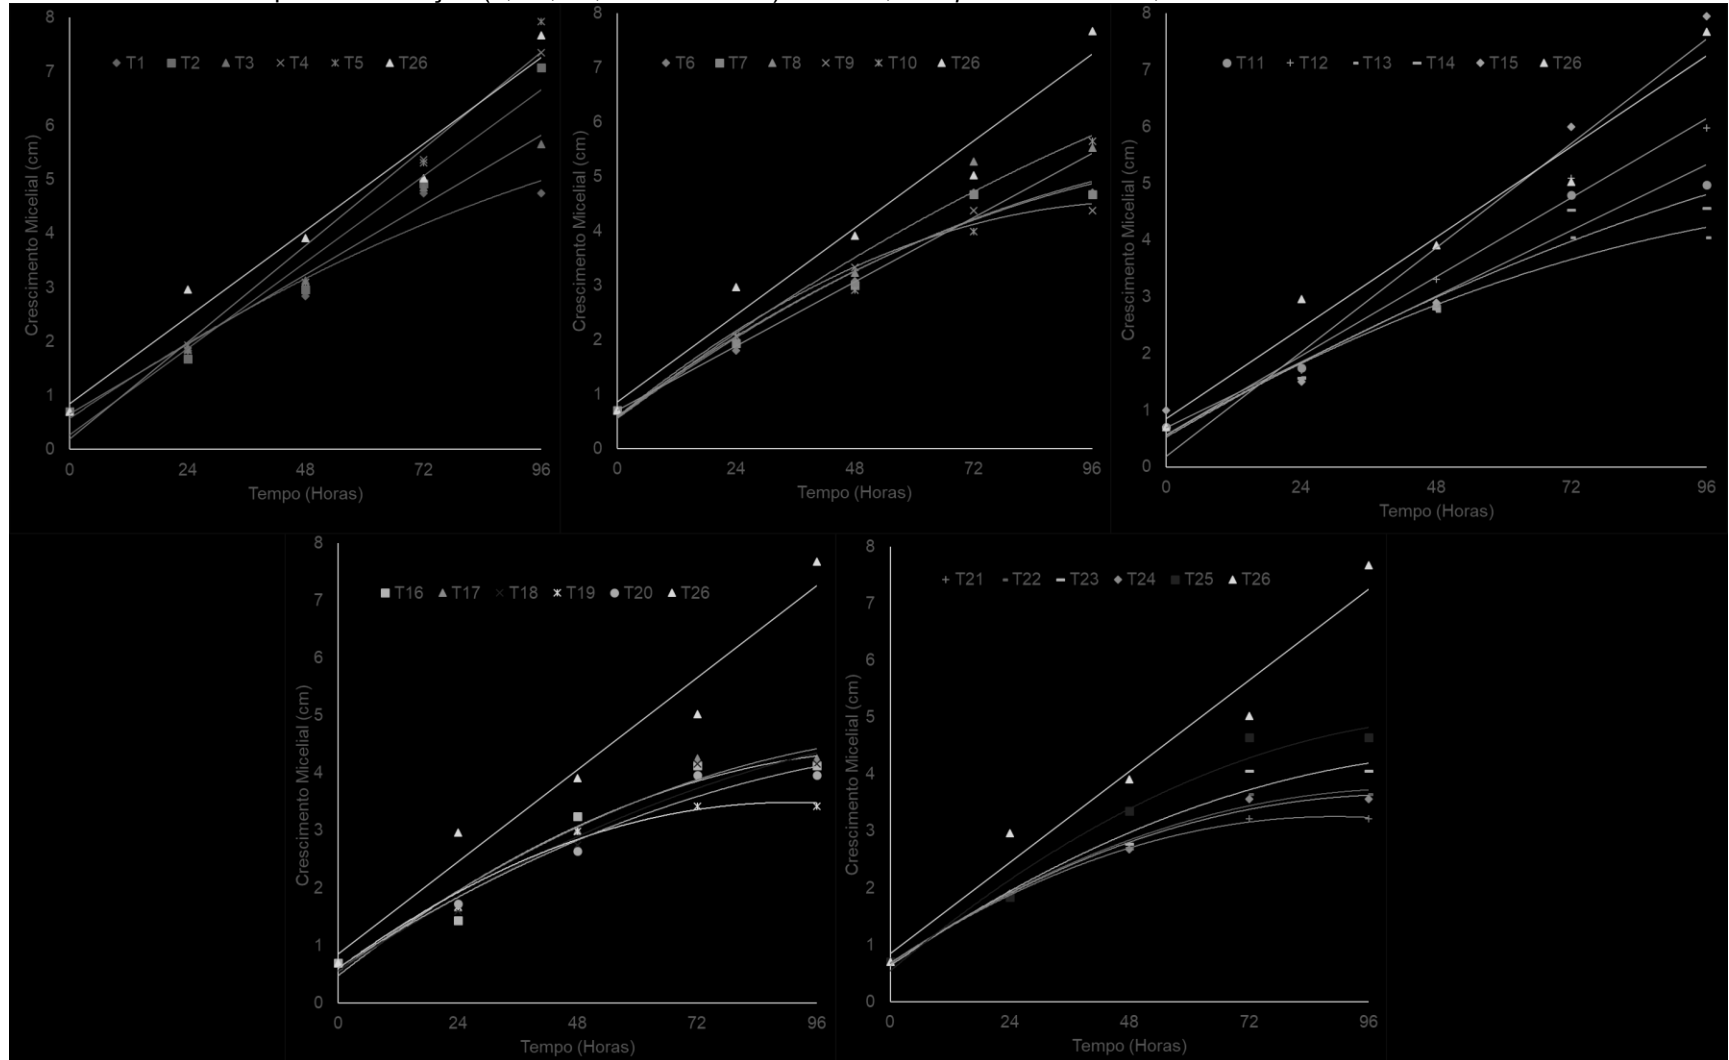 8
7
6
5
4
3
2
1
0
Crescimento Micelial (cm)
T1 T2 T3 T4 T5 T26
0 24 48 72 96
Tempo (Horas)
8
7
6
5
4
3
2
1
0
Crescimento Micelial (cm)
T6 T7 T8 T9 T10 T26
0 24 48 72 96
Tempo (Horas)
8
7
6
5
4
3
2
1
0
Crescimento Micelial (cm)
T11 T12 T13 T14 T15 T26
0 24 48 72 96
Tempo (Horas)
8
7
6
5
4
3
2
1
0
Crescimento Micelial (cm)
T16 T17 T18 T19 T20 T26
0 24 48 72 96
Tempo (Horas)
8
7
6
5
4
3
2
1
0
Crescimento Micelial (cm)
T21 T22 T23 T24 T25 T26
0 24 48 72 96
Tempo (Horas)